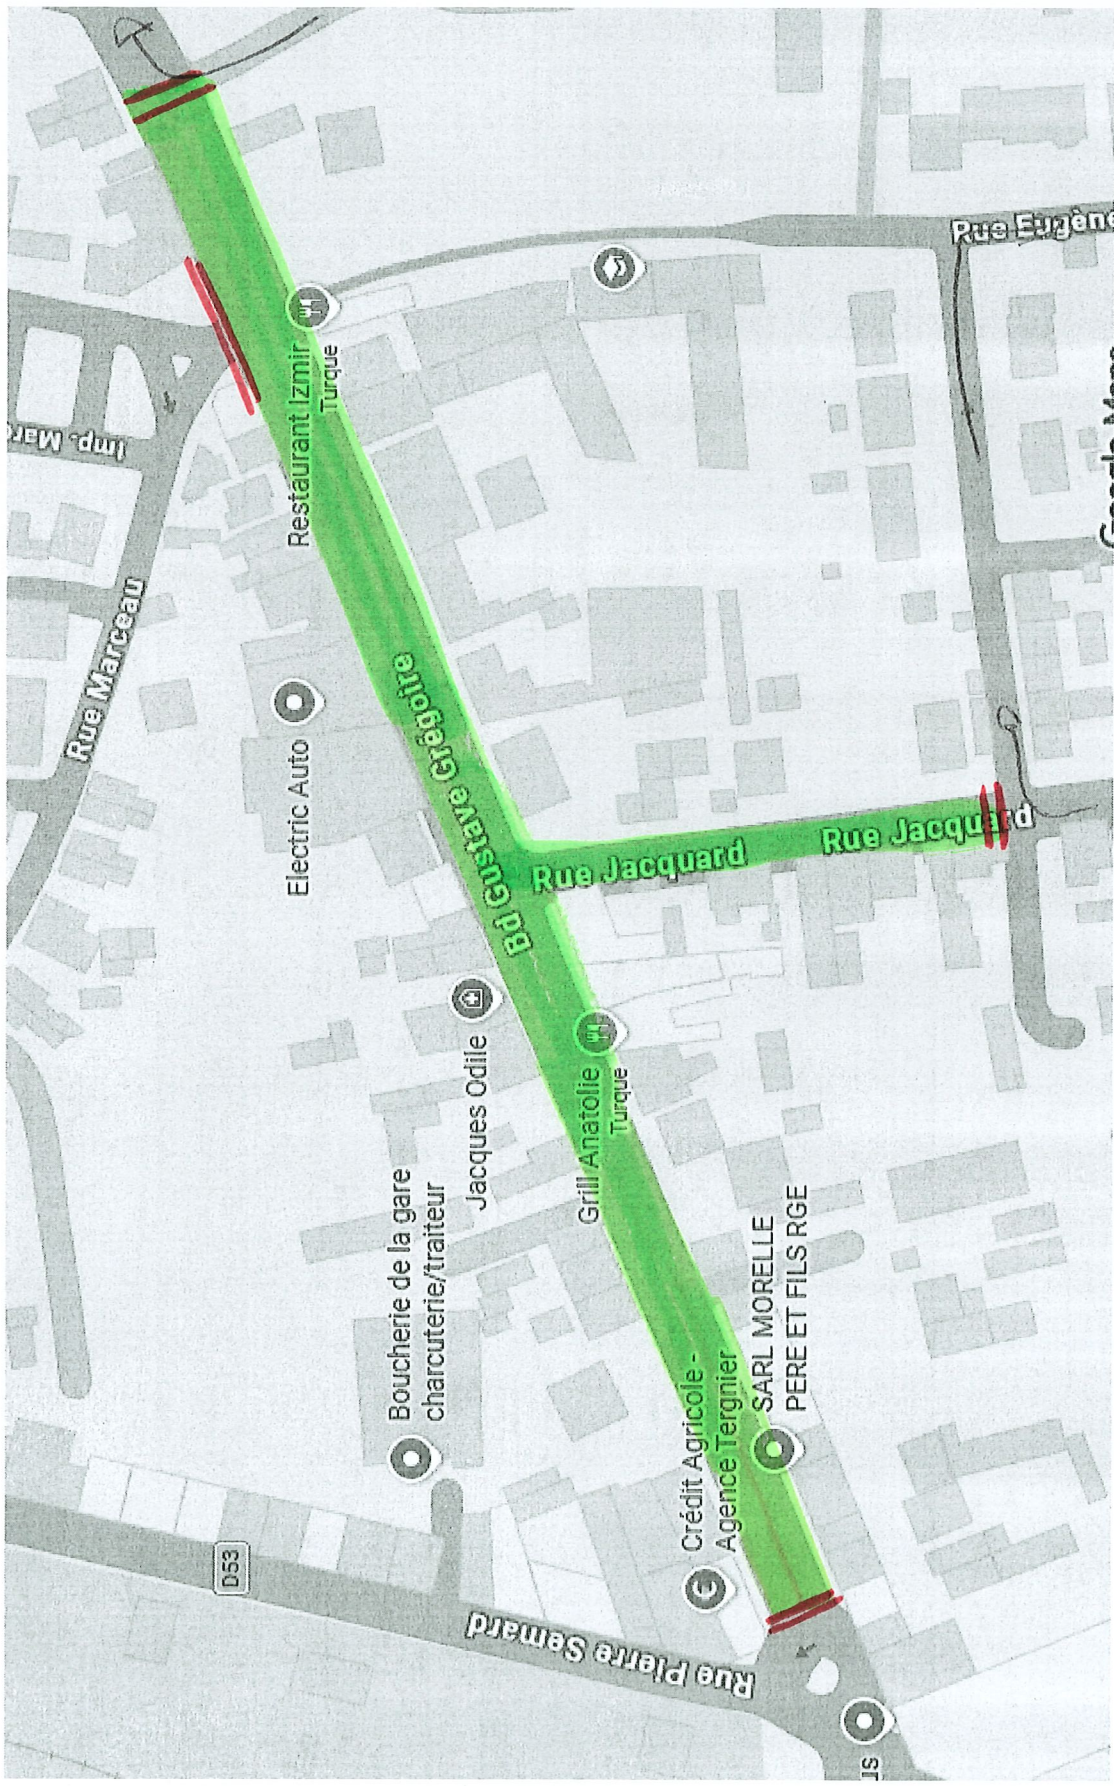 Rue Eugène
Restaurant Izmir
Turque
Imp. Marc
Rue Marceau
Electric Auto
Bd Gustave Grégoire
Rue Jacquard
Rue Jacquard
Jacques Odile
Grill Anatolie
Turque
Boucherie de la gare
charcuterie/traiteur
Crédit Agricole -
Agence Tergnier
SARL MORELLE
PERE ET FILS RGE
D53
Rue Pierre Semard
us